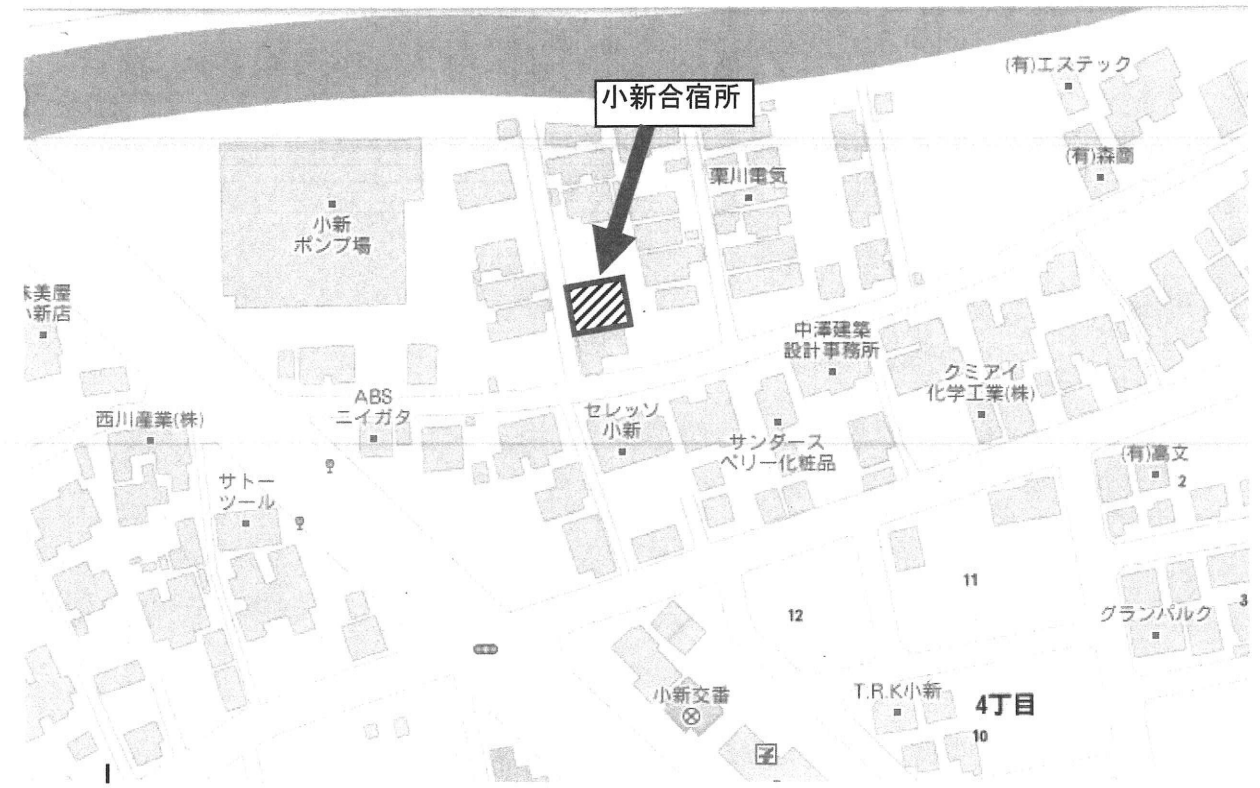 (有)エステック
小新合宿所
(有)森商
栗川電気
小新
ポンプ場
朱美屋
小新店
中澤建築
設計事務所
クミアイ
化学工業(株)
ABS
ニイガタ
西川産業(株)
セレッソ
小新
サンダース
ペリー化粧品
(有)高文
2
サトー
ツール
11
12
3
グランパルク
小新交番
T.R.K小新
4丁目
10